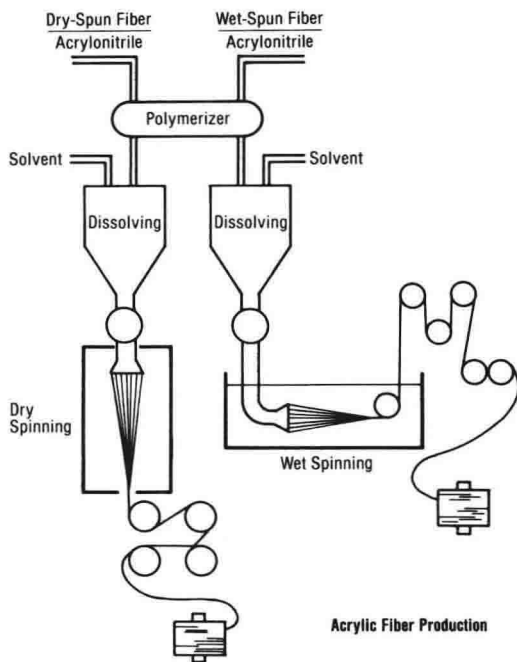 Dry-Spun Fiber
Acrylonitrile
Wet-Spun Fiber
Acrylonitrile
Polymerizer
Solvent
Solvent
Dissolving
Dissolving
Dry
Spinning
Wet Spinning
Acrylic Fiber Production